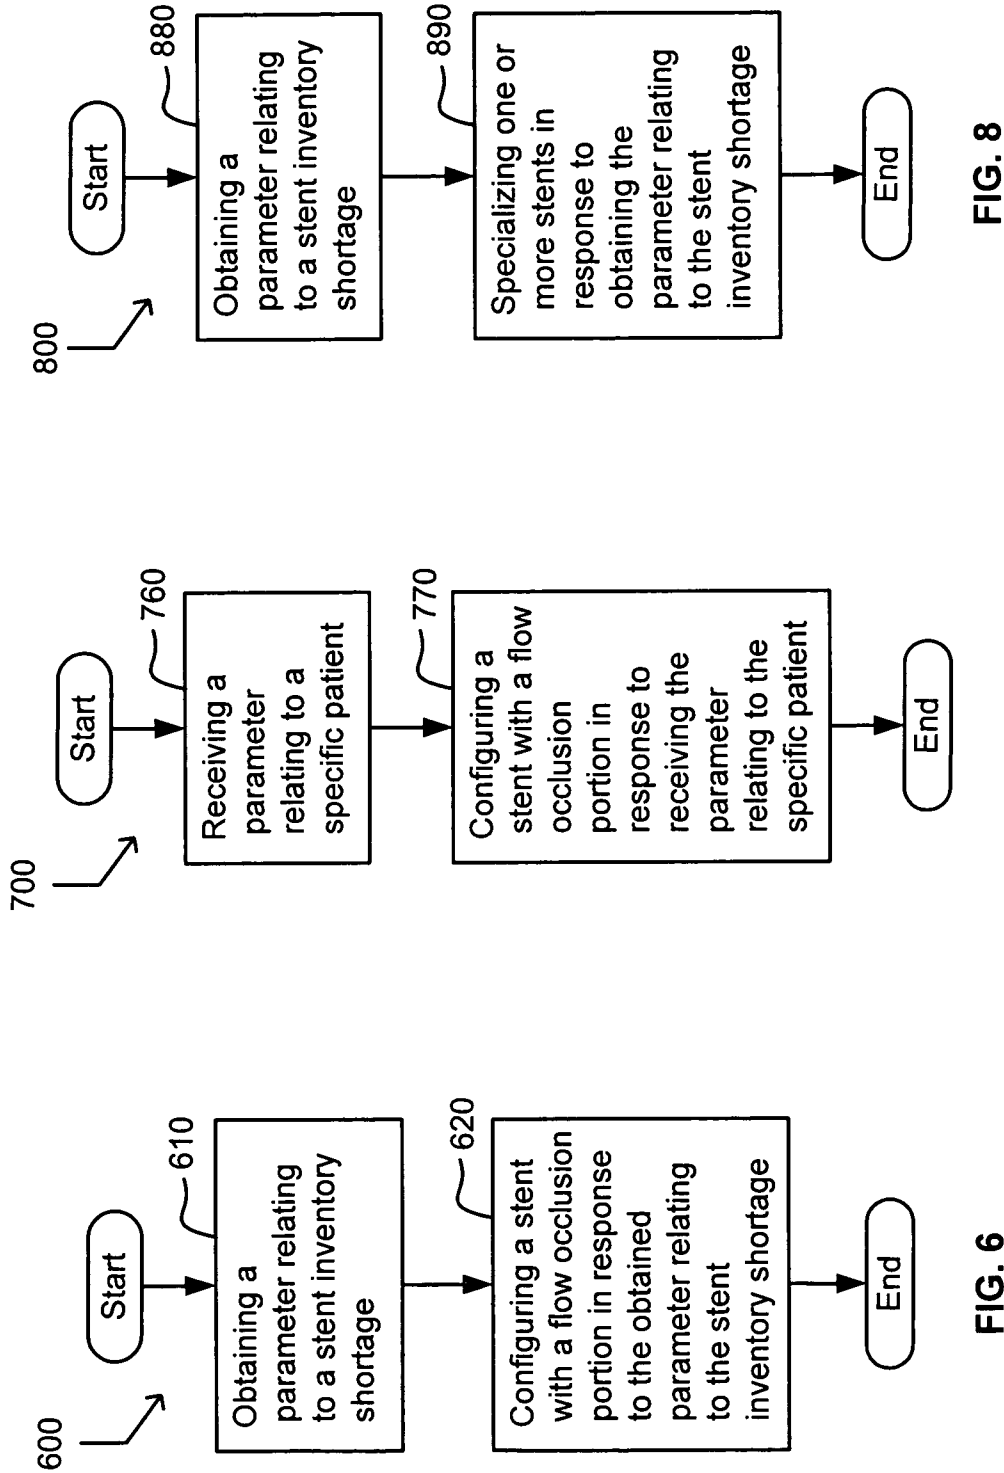 600
Start
610
Obtaining a
parameter relating
to a stent inventory
shortage
620
Configuring a stent
with a flow occlusion
portion in response
to the obtained
parameter relating
to the stent
inventory shortage
End
FIG. 6
700
Start
760
Receiving a
parameter
relating to a
specific patient
770
Configuring a
stent with a flow
occlusion
portion in
response to
receiving the
parameter
relating to the
specific patient
End
800
Start
880
Obtaining a
parameter relating
to a stent inventory
shortage
890
Specializing one or
more stents in
response to
obtaining the
parameter relating
to the stent
inventory shortage
End
FIG. 8